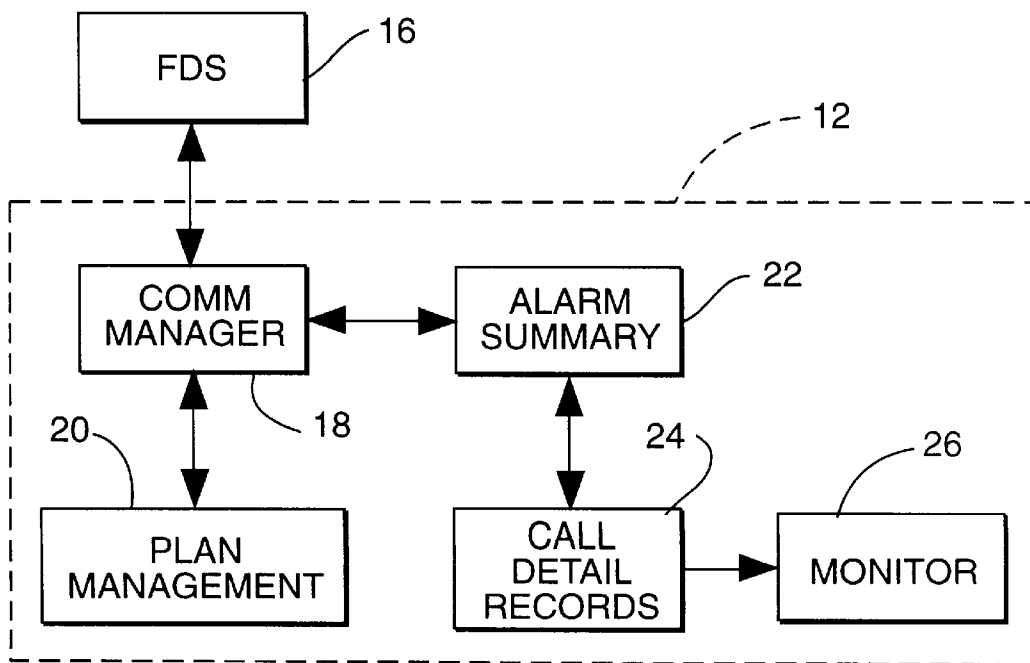 FDS
16
12
COMM
MANAGER
18
ALARM
SUMMARY
22
20
PLAN
MANAGEMENT
24
CALL
DETAIL
RECORDS
26
MONITOR